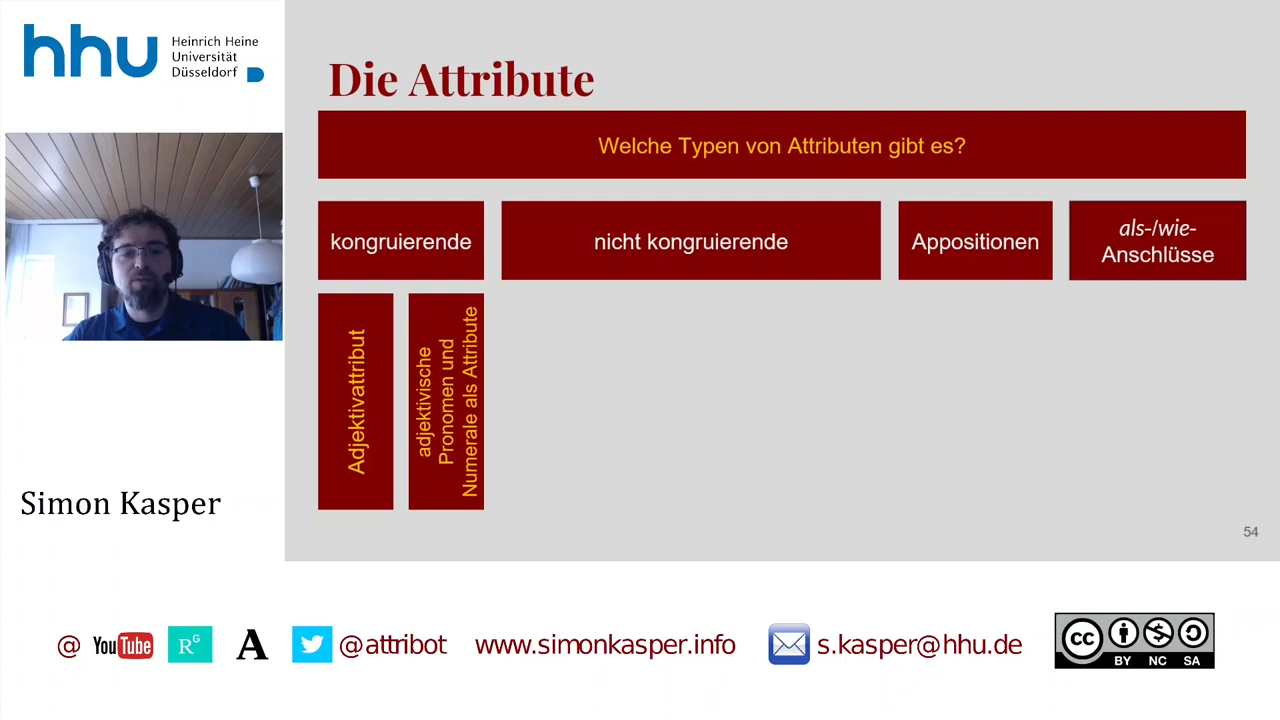 hhu
Heinrich Heine
Universität
Düsseldorf
Die Attribute
Welche Typen von Attributen gibt es?
kongruierende
nicht kongruierende
Appositionen
als-/wie-
Anschlüsse
Adjektivattribut
adjektivische
Pronomen und
Numerale als Attribute
Simon Kasper
54
@ YouTube R^G A @attribot www.simonkasper.info s.kasper@hhu.de
cc
BY NC SA